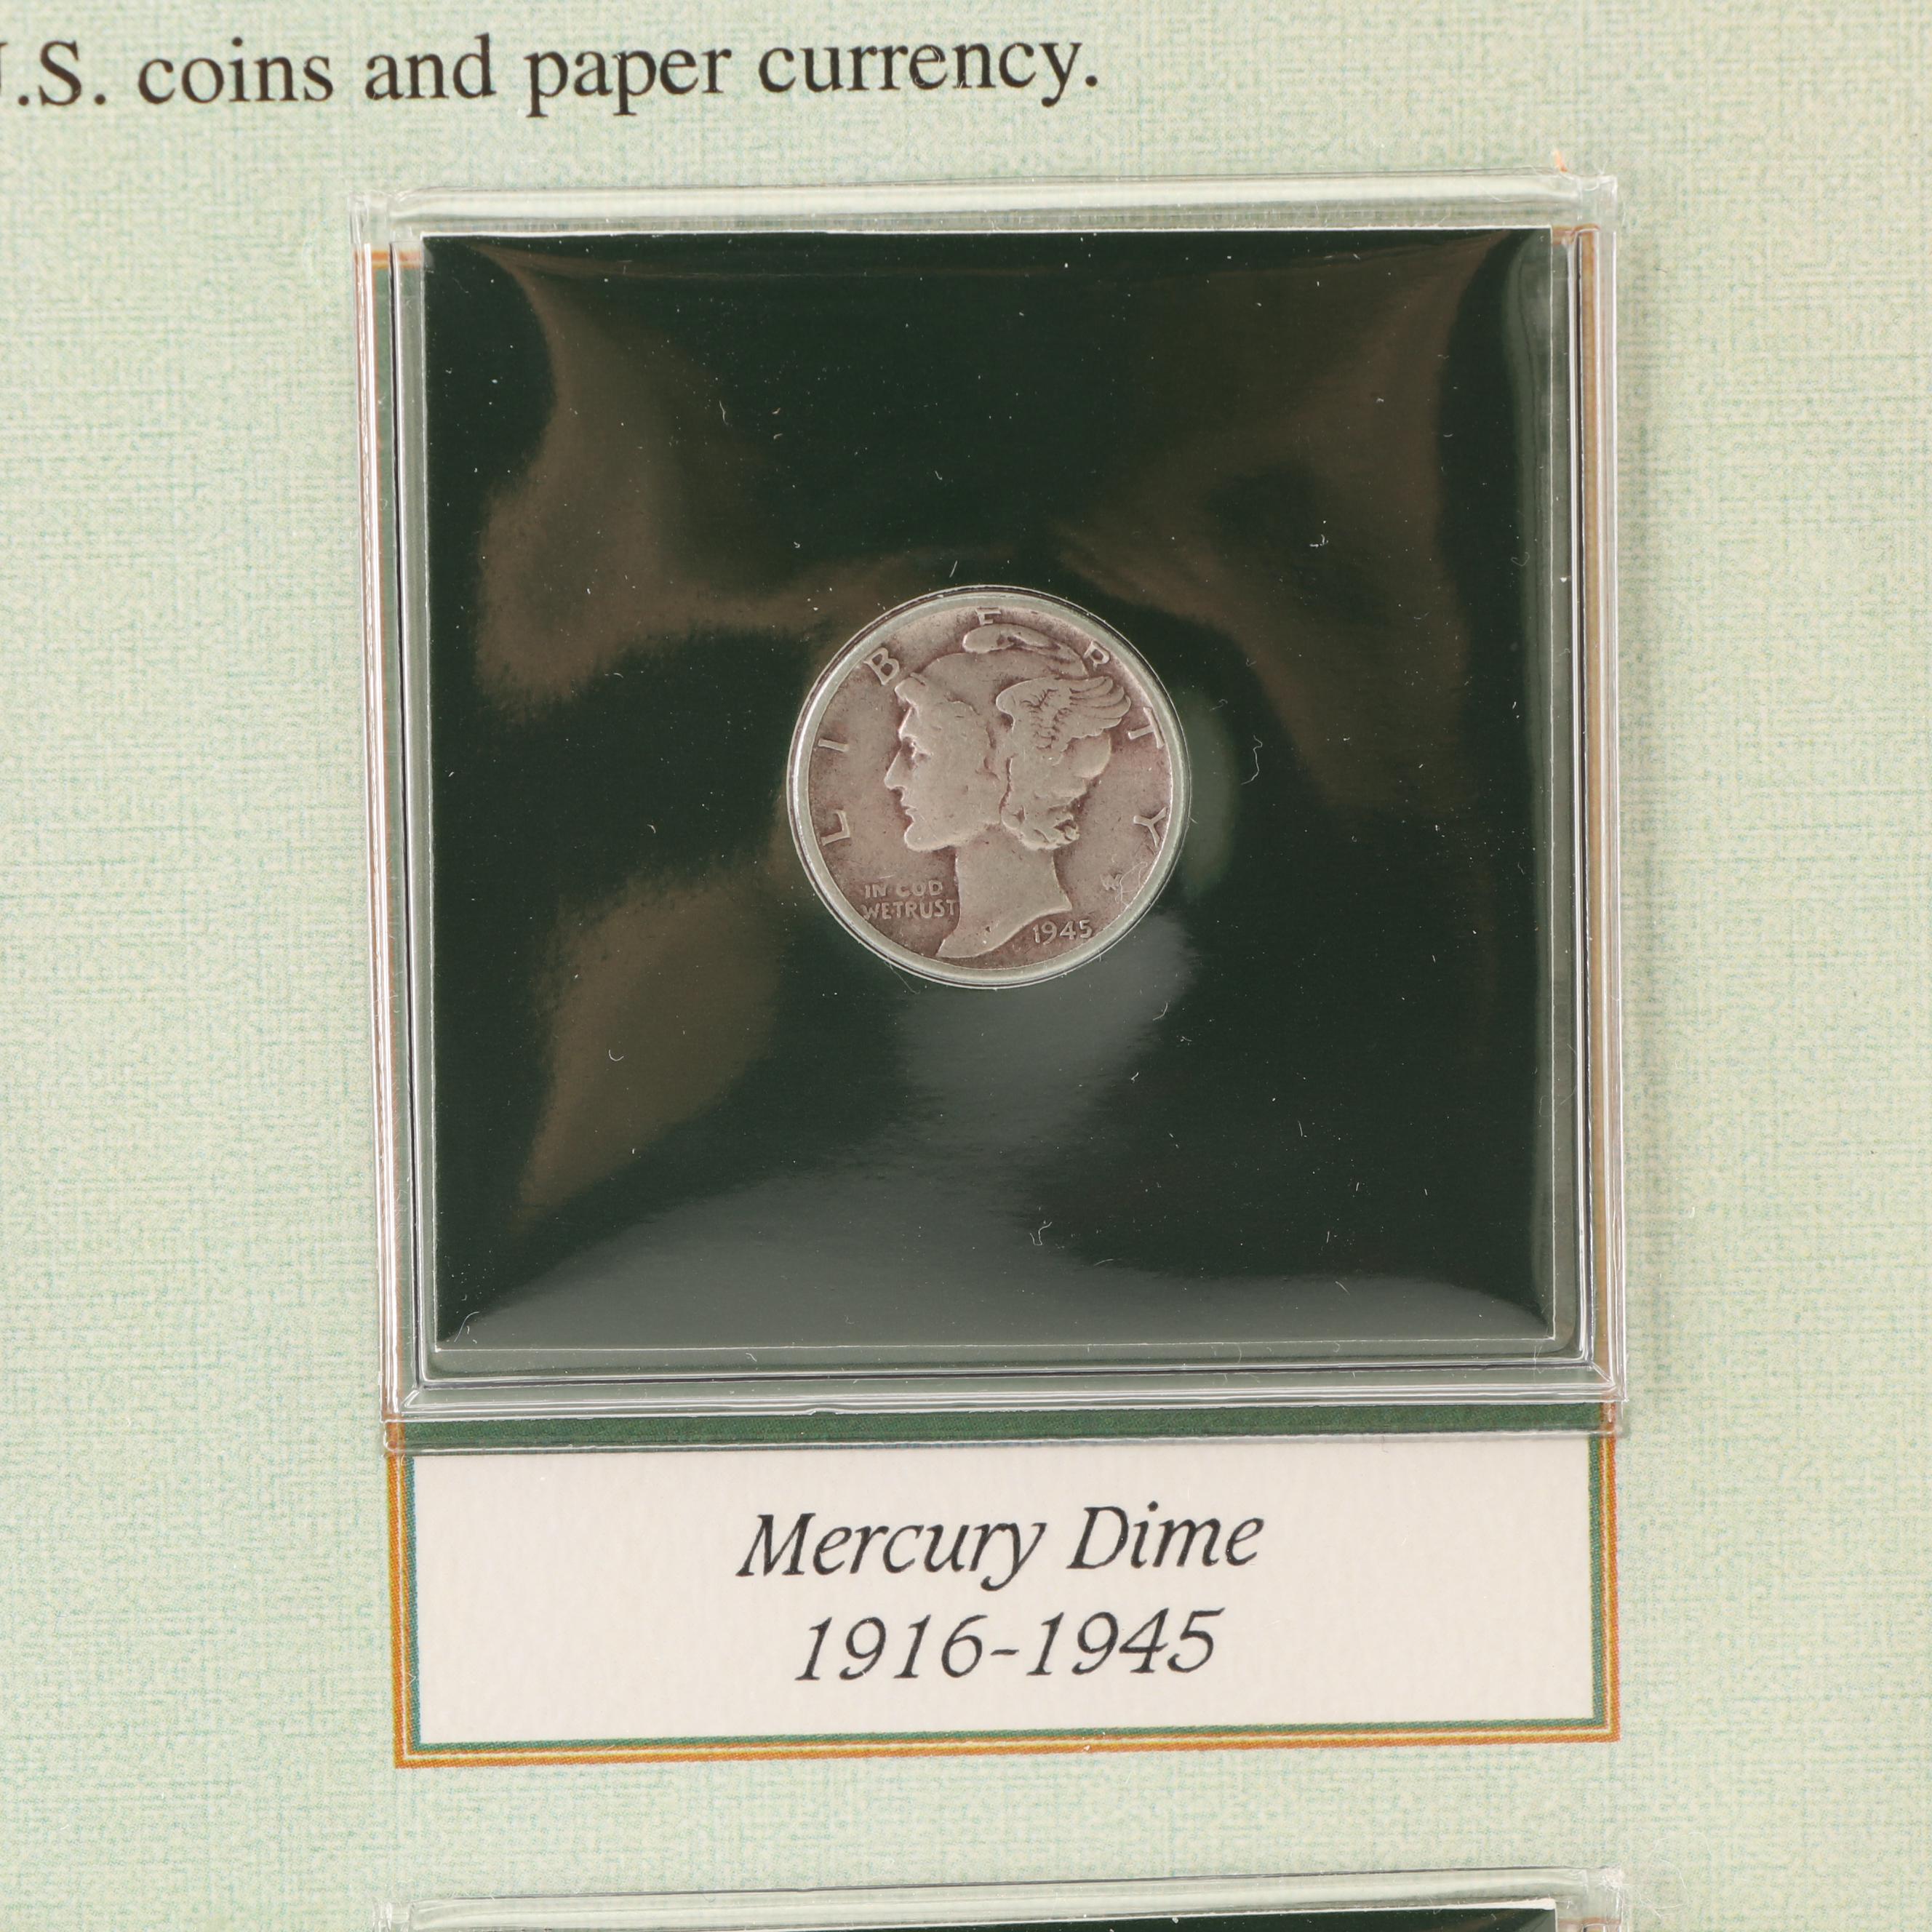 .S. coins and paper currency.
LIBERTY
IN GOD
WE TRUST
1945
Mercury Dime
1916-1945